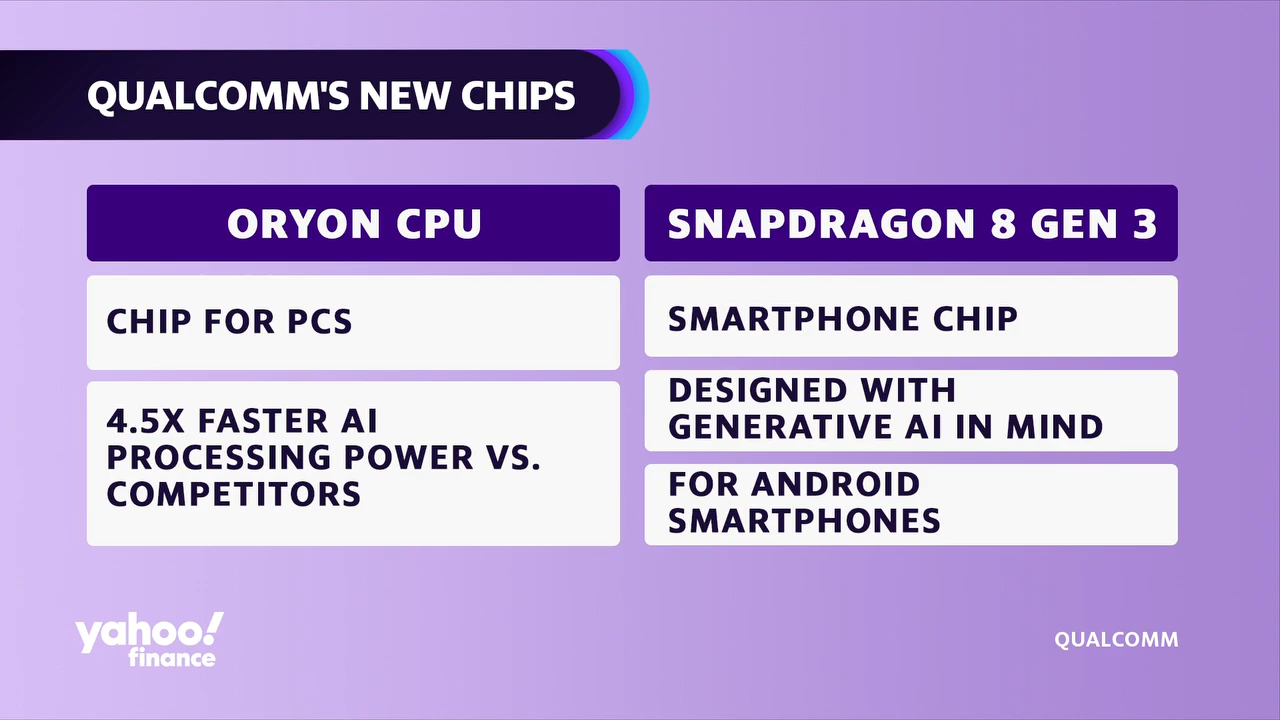 QUALCOMM'S NEW CHIPS
ORYON CPU
CHIP FOR PCS
4.5X FASTER AI
PROCESSING POWER VS.
COMPETITORS
SNAPDRAGON 8 GEN 3
SMARTPHONE CHIP
DESIGNED WITH
GENERATIVE AI IN MIND
FOR ANDROID
SMARTPHONES
yahoo!
finance
QUALCOMM